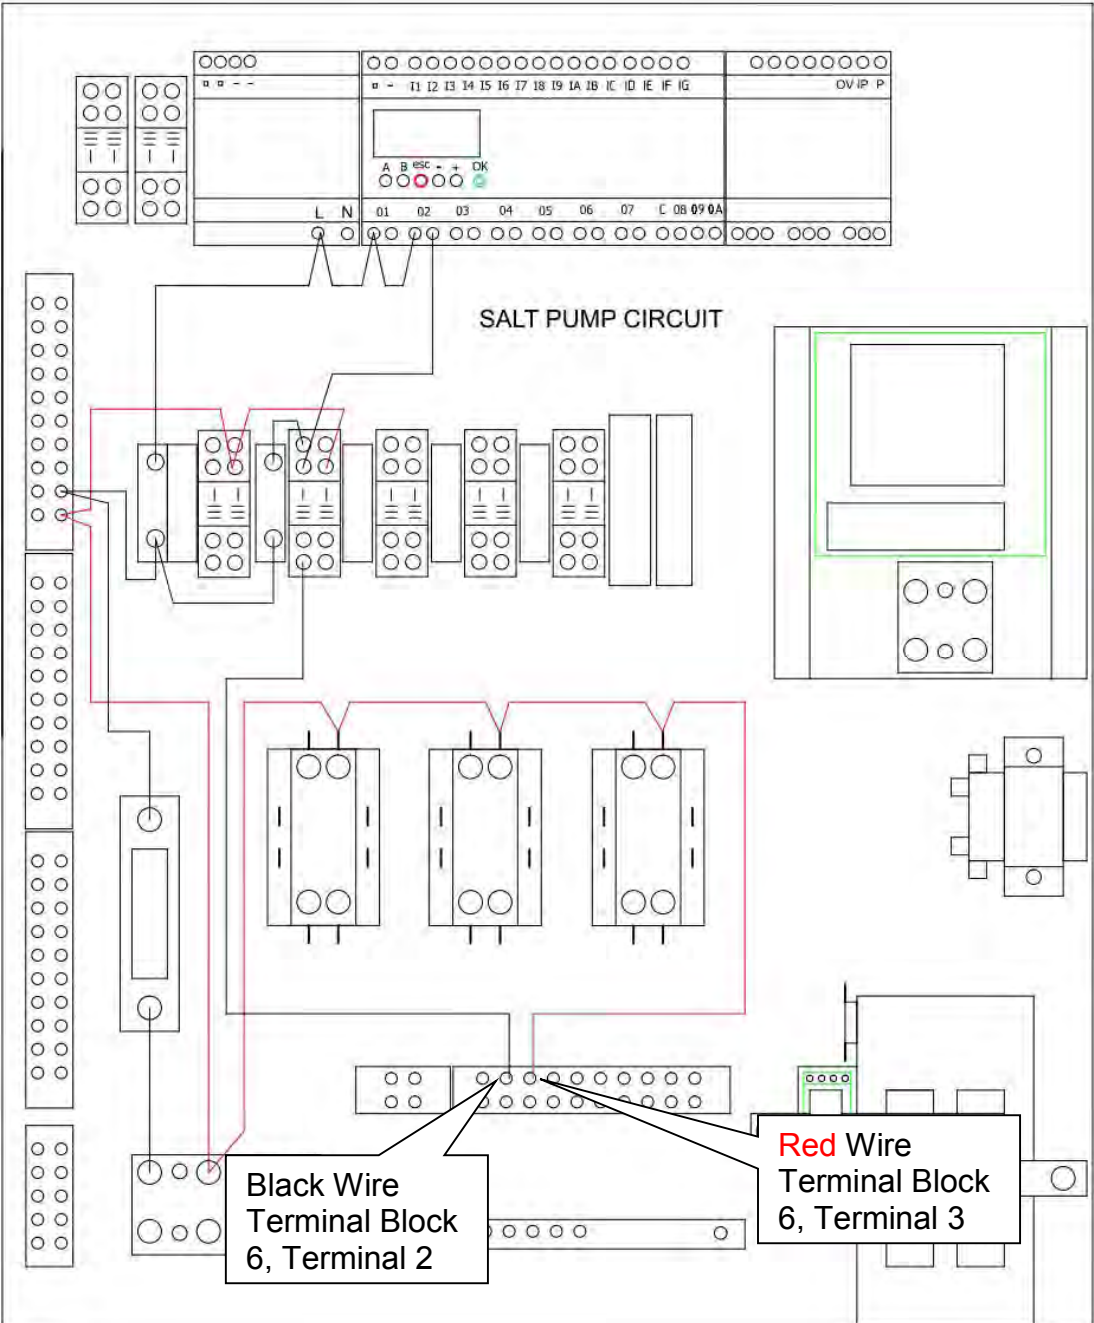 ¤ ¤ - -
¤ - I1 I2 I3 I4 I5 I6 I7 I8 I9 IA IB IC ID IE IF IG
0V IP P
A B esc - + OK
L N 01 02 03 04 05 06 07 C 08 09 0A
SALT PUMP CIRCUIT
Black Wire
Terminal Block
6, Terminal 2
Red Wire
Terminal Block
6, Terminal 3